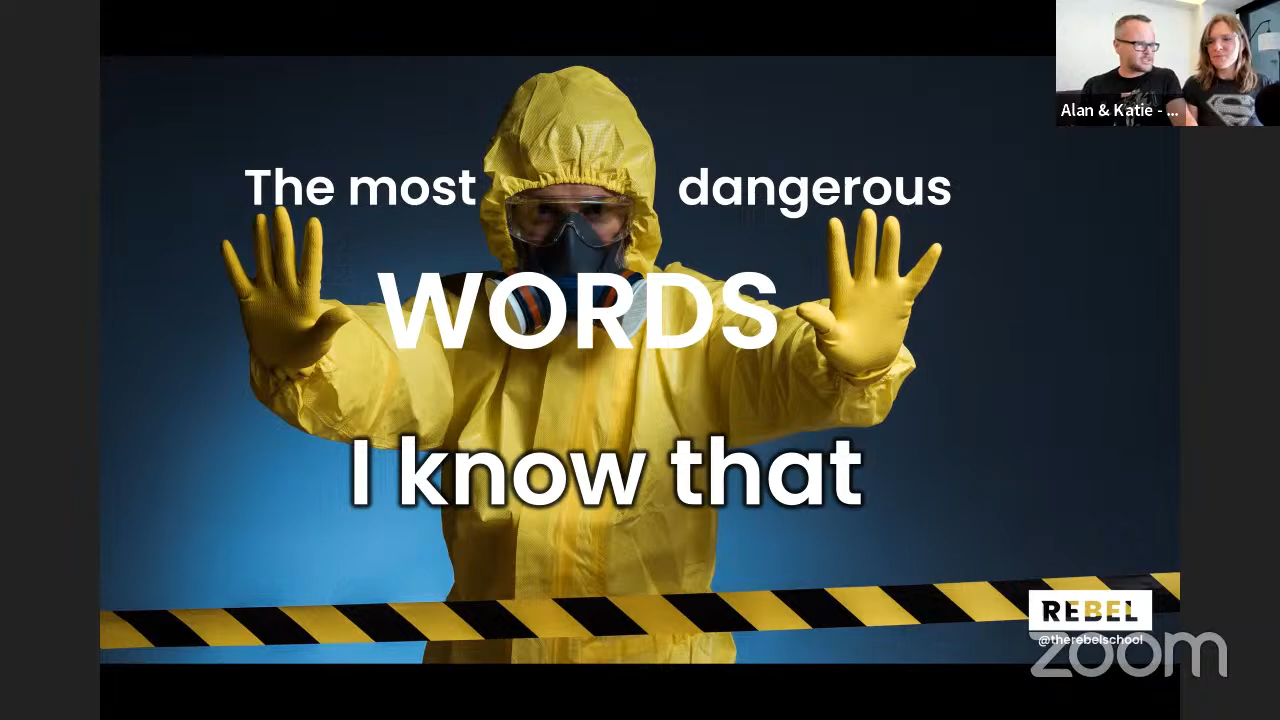 Alan & Katie - ...
The most dangerous
WORDS
I know that
REBEL
@therebelschool
zoom